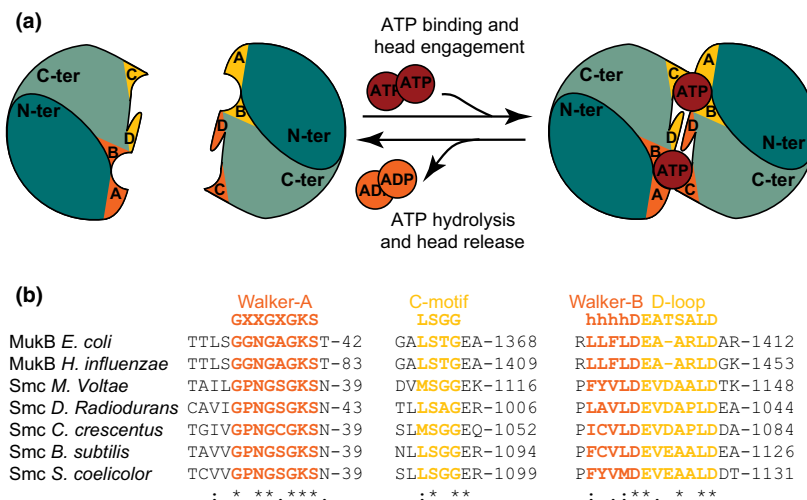 (a)
ATP binding and
head engagement
C-ter
N-ter
C
D
B
A
A
B
D
C
N-ter
C-ter
ATP
ATP
ADP
ADP
ATP hydrolysis
and head release
C-ter
N-ter
C
D
B
A
ATP
ATP
A
B
D
C
N-ter
C-ter
(b)
Walker-A C-motif Walker-B D-loop
GXXGXGKS LSGG hhhhDEATSALD
MukB E. coli TTLSGGNGAGKST-42 GALSTGEA-1368 RLLFLDEA-ARLDAR-1412
MukB H. influenzae TTLSGGNGAGKST-83 GALSTGEA-1409 RLLFLDEA-ARLDGK-1453
Smc M. Voltae TAILGPNGSGKSN-39 DVMSGGEK-1116 PFYVLDEVDAALDTK-1148
Smc D. Radiodurans CAVIGPNGSGKSN-43 TLLSAGER-1006 PLAVLDEVDAPLDEA-1044
Smc C. crescentus TGIVGPNGCGKSN-39 SLMSGGEQ-1052 PICVLDEVDAPLDDA-1084
Smc B. subtilis TAVVGPNGSGKSN-39 NLLSGGER-1094 PFCVLDEVEAALDEA-1126
Smc S. coelicolor TCVVGPNGSGKSN-39 SLLSGGER-1099 PFYVMDEVEAALDDT-1131